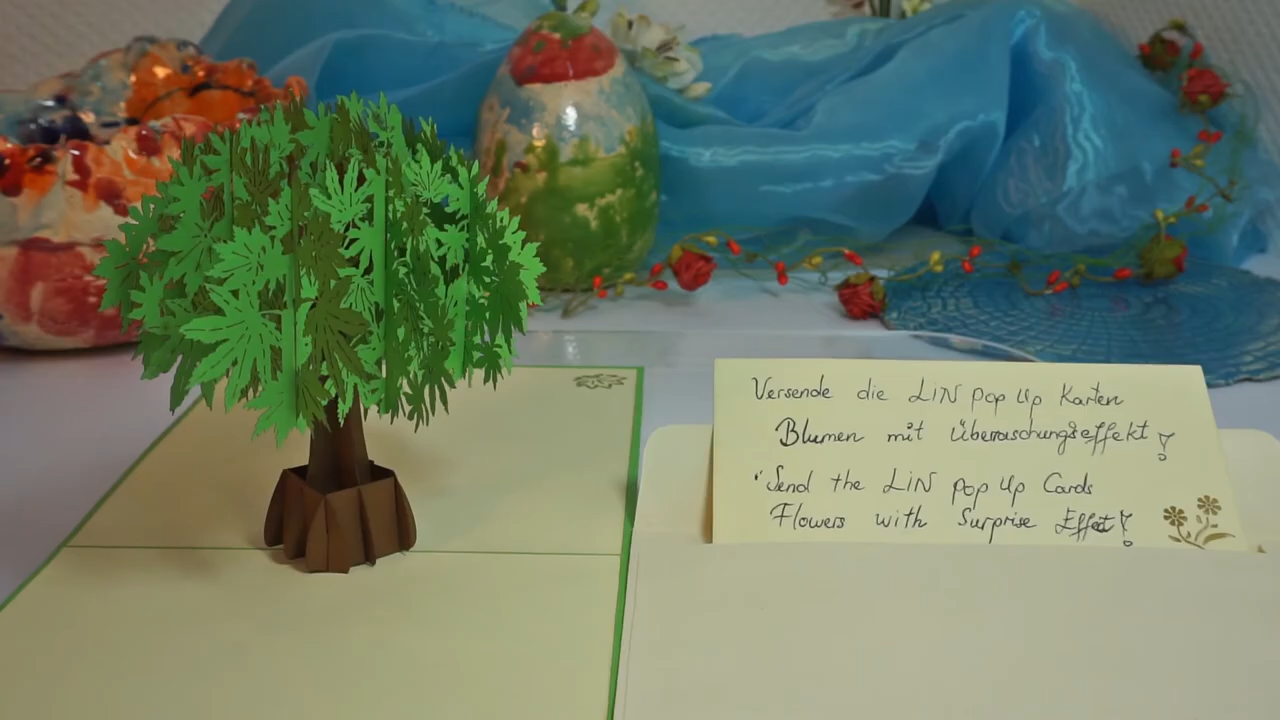 Versende die LiN Pop Up Karten
Blumen mit Überraschungseffekt!
"Send the LiN Pop Up Cards
Flowers with Surprise Effect!